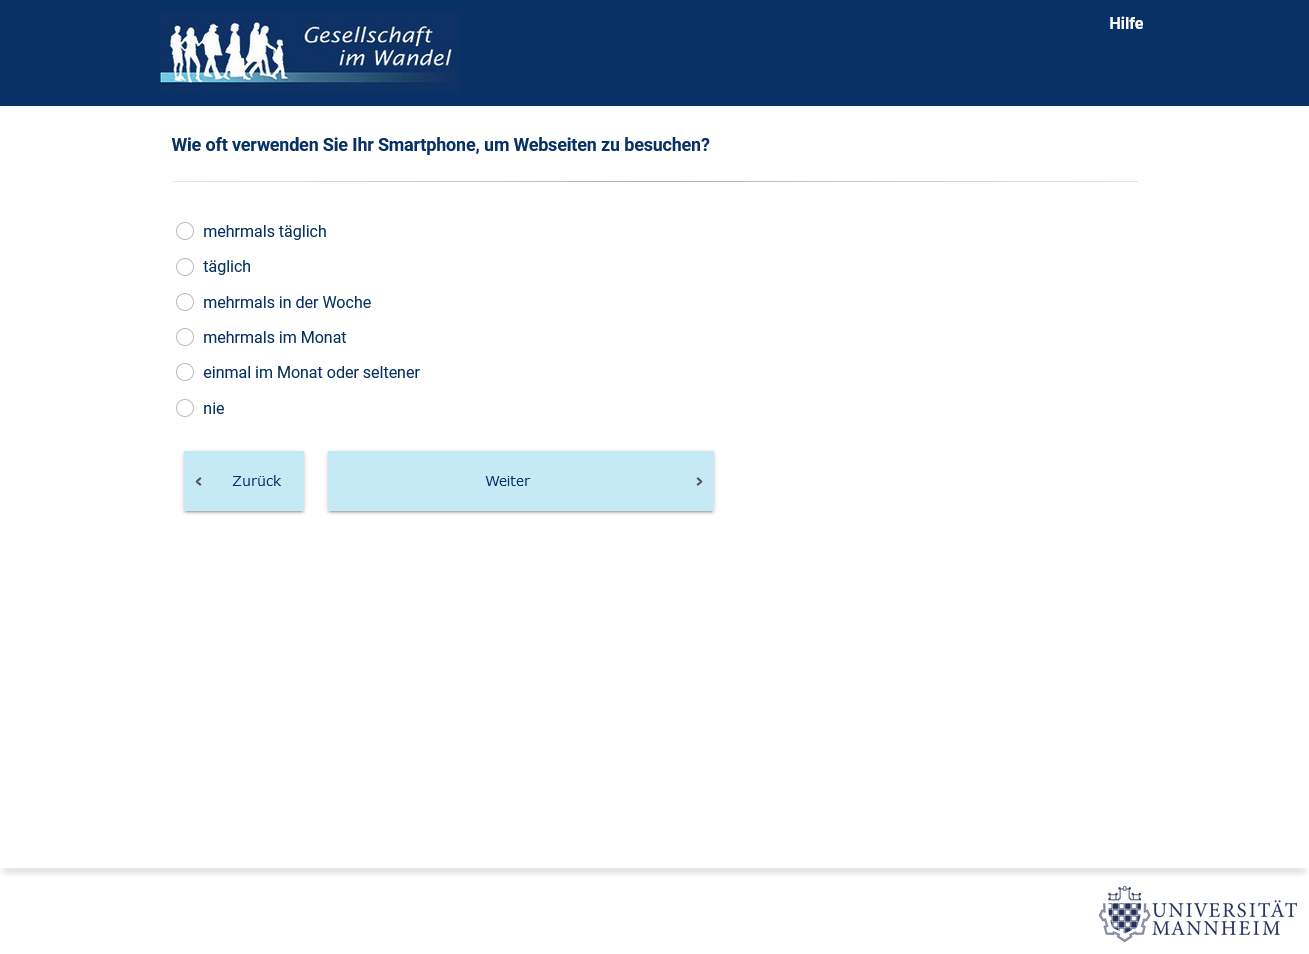 Gesellschaft
im Wandel
Hilfe
Wie oft verwenden Sie Ihr Smartphone, um Webseiten zu besuchen?
mehrmals täglich
täglich
mehrmals in der Woche
mehrmals im Monat
einmal im Monat oder seltener
nie
Zurück
Weiter
UNIVERSITÄT
MANNHEIM